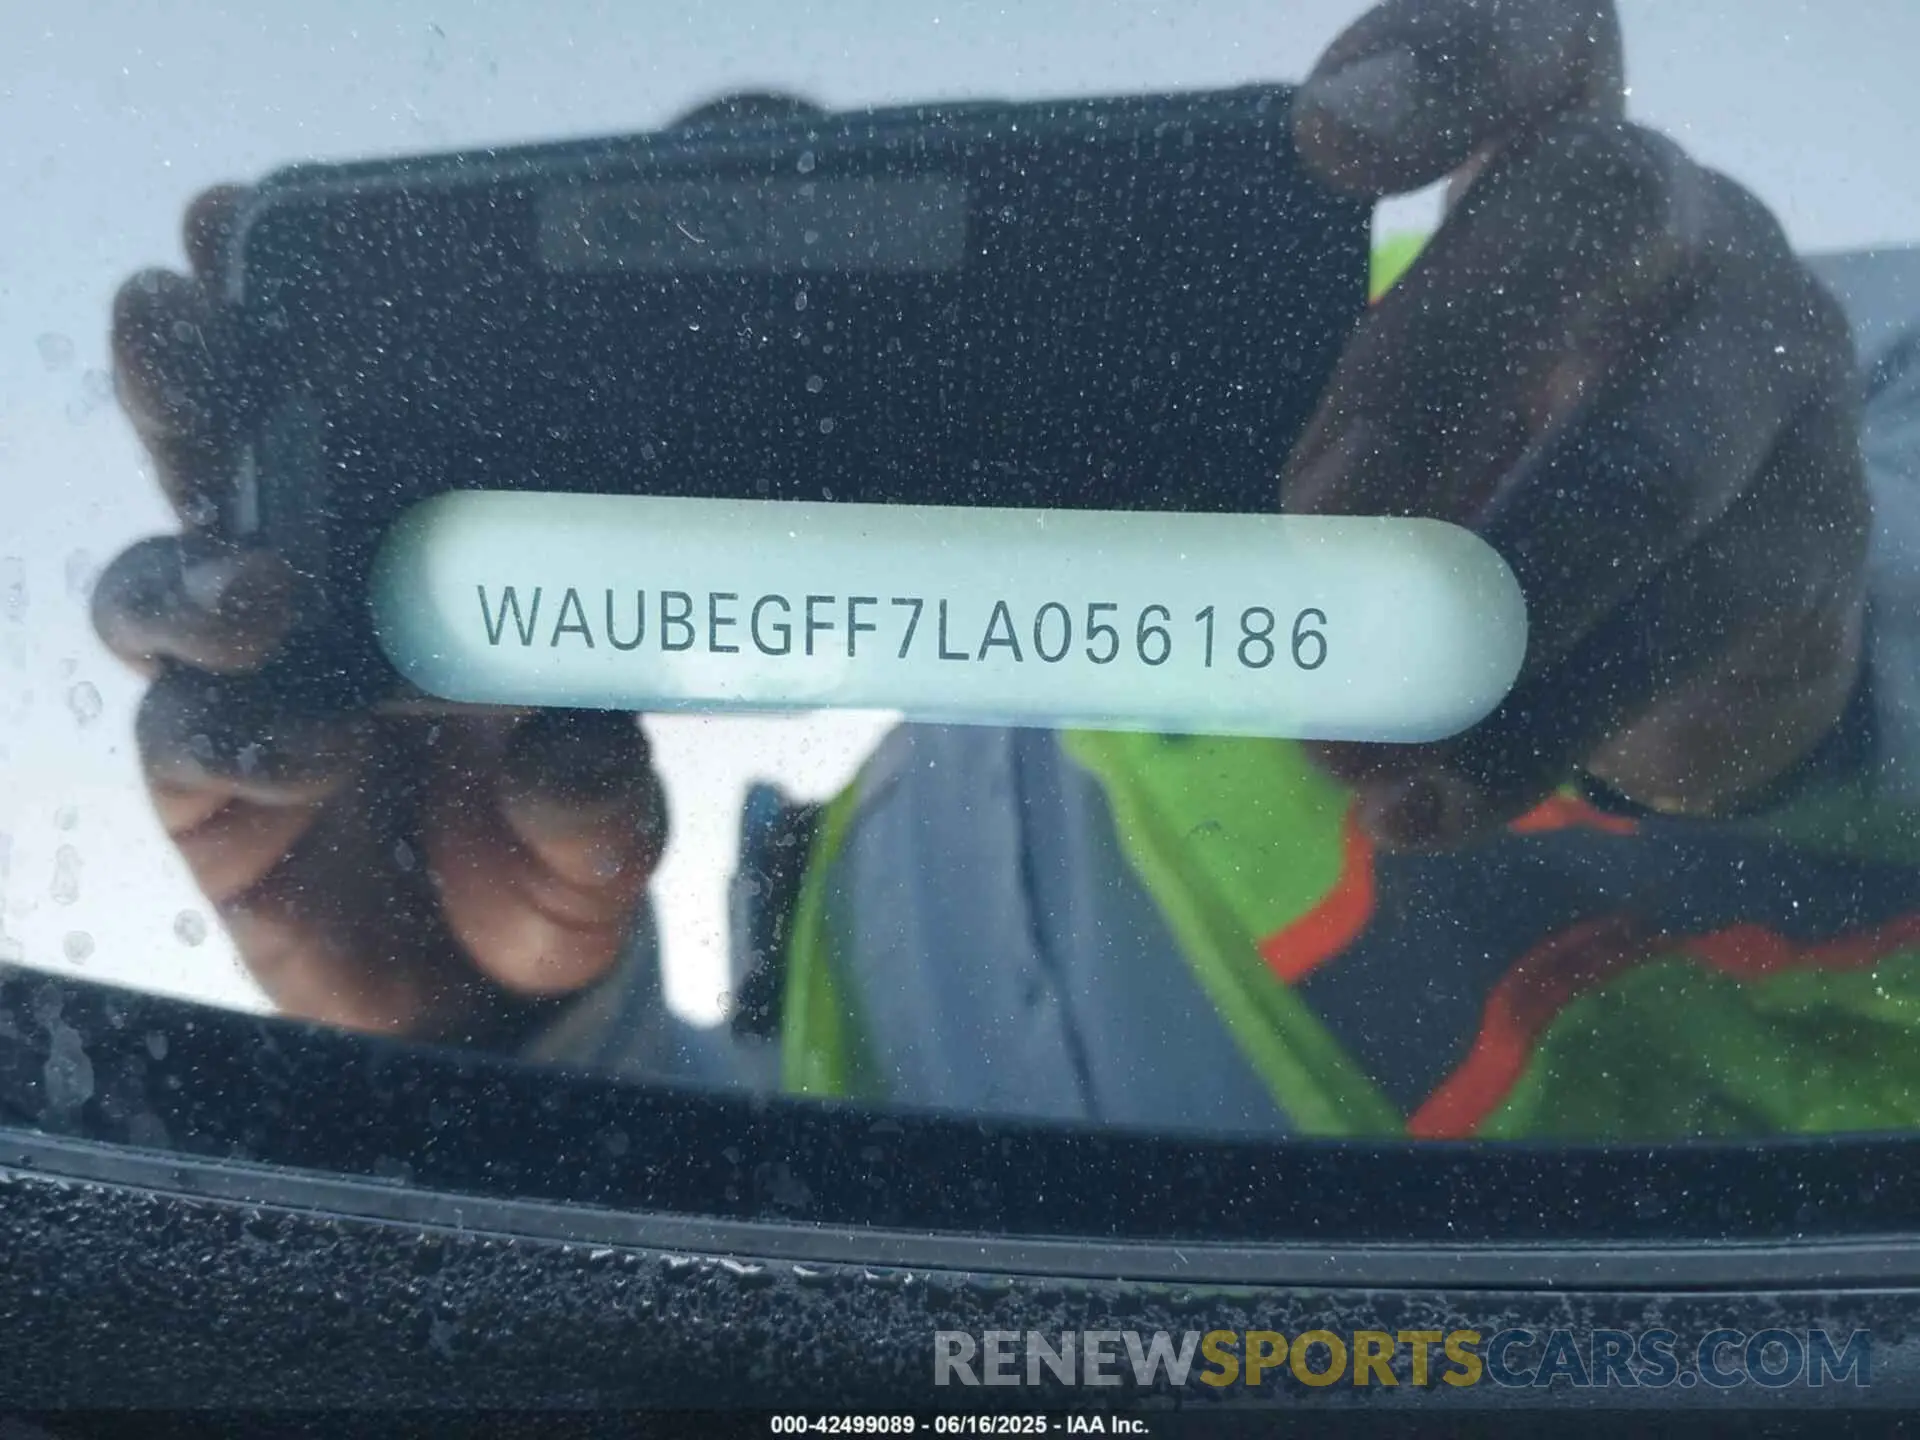 WAUBEGFF7LA056186
RENEWSPORTSCARS.COM
000-42499089 - 06/16/2025 - IAA Inc.